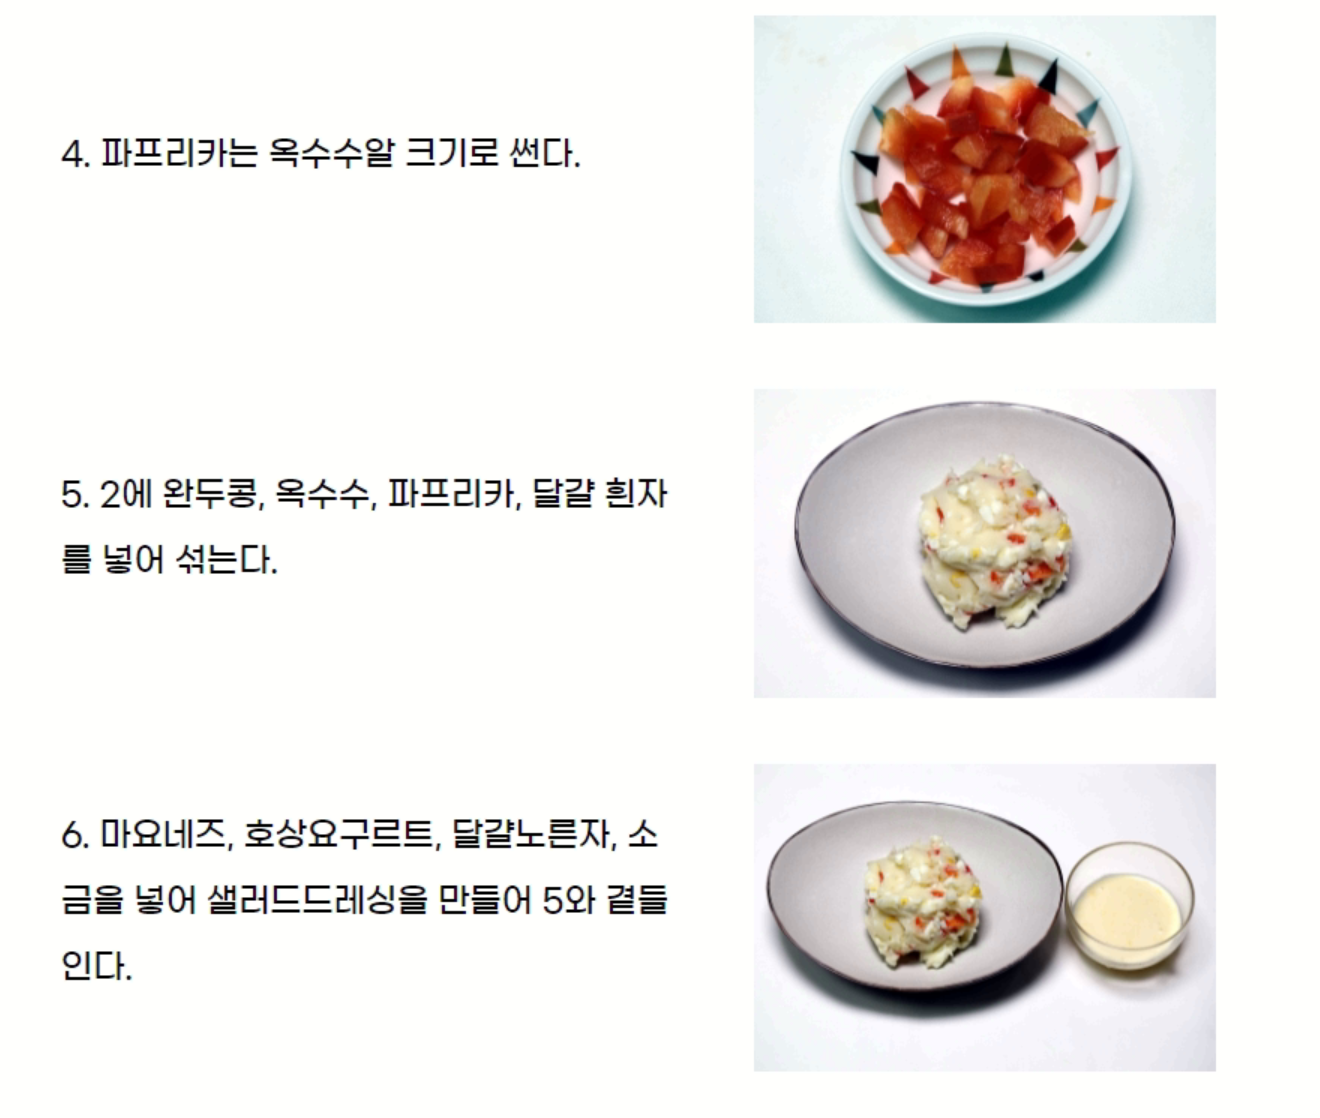 4. 파프리카는 옥수수알 크기로 썬다.
5. 2에 완두콩, 옥수수, 파프리카, 달걀 흰자
를 넣어 섞는다.
6. 마요네즈, 호상요구르트, 달걀노른자, 소
금을 넣어 샐러드드레싱을 만들어 5와 곁들
인다.